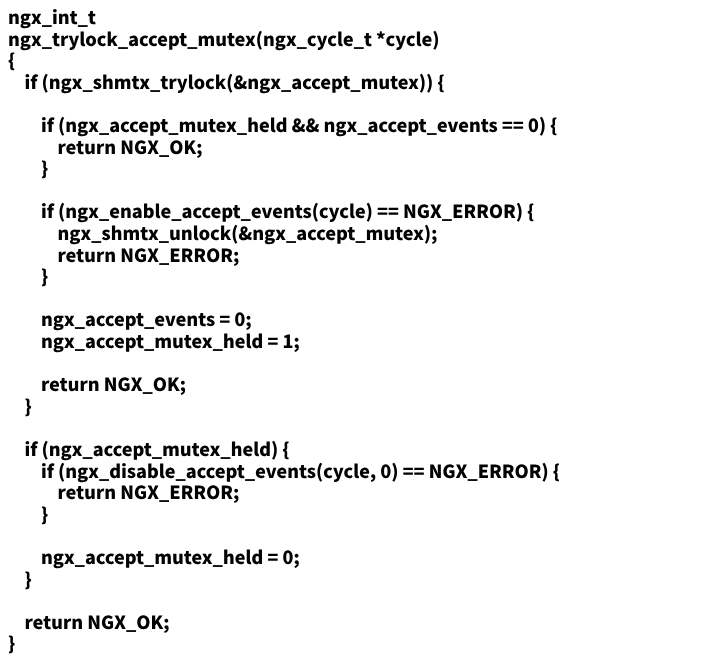 ngx_int_t
ngx_trylock_accept_mutex(ngx_cycle_t *cycle)
{
    if (ngx_shmtx_trylock(&ngx_accept_mutex)) {

        if (ngx_accept_mutex_held && ngx_accept_events == 0) {
            return NGX_OK;
        }

        if (ngx_enable_accept_events(cycle) == NGX_ERROR) {
            ngx_shmtx_unlock(&ngx_accept_mutex);
            return NGX_ERROR;
        }

        ngx_accept_events = 0;
        ngx_accept_mutex_held = 1;

        return NGX_OK;
    }

    if (ngx_accept_mutex_held) {
        if (ngx_disable_accept_events(cycle, 0) == NGX_ERROR) {
            return NGX_ERROR;
        }

        ngx_accept_mutex_held = 0;
    }

    return NGX_OK;
}